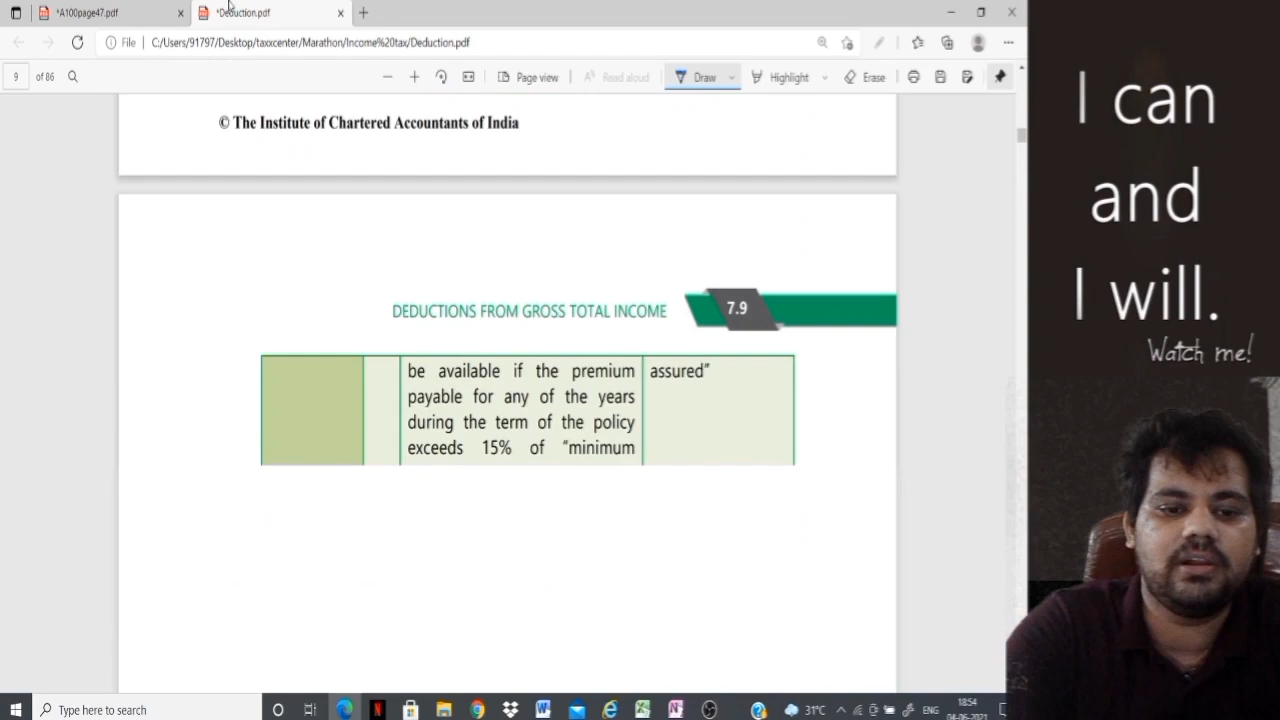 *A100page47.pdf
*Deduction.pdf
File
C:/Users/91797/Desktop/taxxcenter/Marathon/Income%20tax/Deduction.pdf
9 of 86
Page view
Read aloud
Draw
Highlight
Erase
© The Institute of Chartered Accountants of India
DEDUCTIONS FROM GROSS TOTAL INCOME
7.9
be available if the premium
payable for any of the years
during the term of the policy
exceeds 15% of “minimum
assured”
I can
and
I will.
Watch me!
Type here to search
31°C
ENG
18:54
04-06-2021